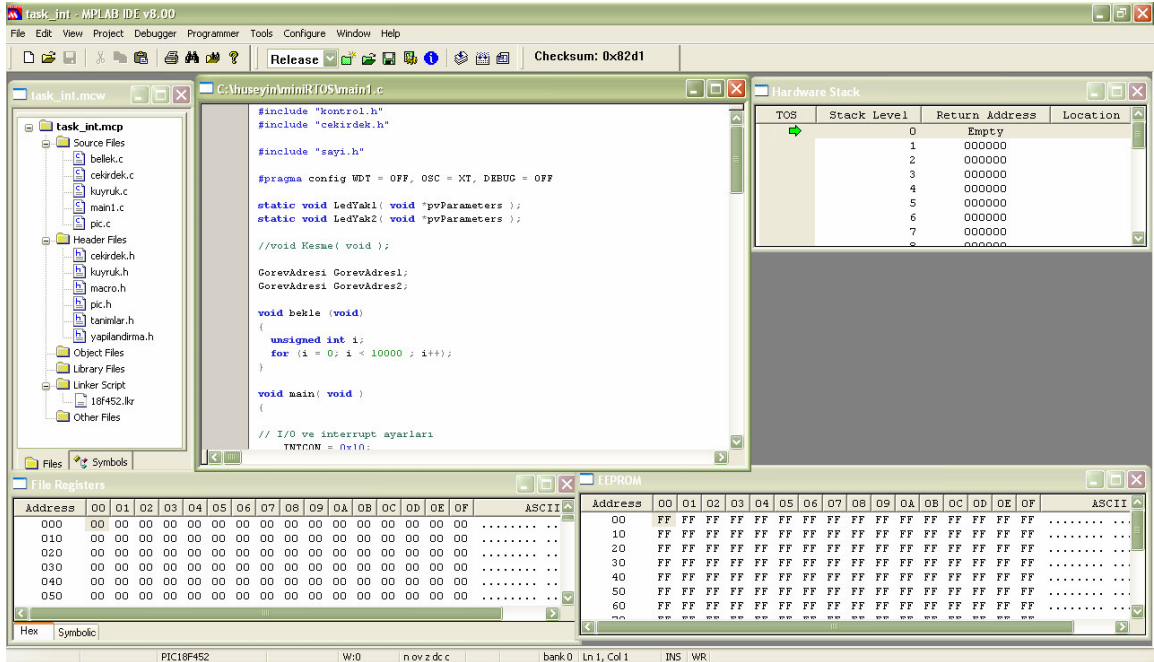 task_int - MPLAB IDE v8.00
File Edit View Project Debugger Programmer Tools Configure Window Help
Release Checksum: 0x82d1
task_int.mcw
task_int.mcp
Source Files
bellek.c
cekirdek.c
kuyruk.c
main1.c
pic.c
Header Files
cekirdek.h
kuyruk.h
macro.h
pic.h
tanimlar.h
yapilandirma.h
Object Files
Library Files
Linker Script
18f452.lkr
Other Files
Files Symbols
C:\huseyin\miniRTOS\main1.c
#include "kontrol.h"
#include "cekirdek.h"
#include "sayi.h"
#pragma config WDT = OFF, OSC = XT, DEBUG = OFF
static void LedYak1( void *pvParameters );
static void LedYak2( void *pvParameters );
//void Kesme( void );
GorevAdresi GorevAdres1;
GorevAdresi GorevAdres2;
void bekle (void)
{
unsigned int i;
for (i = 0; i < 10000 ; i++);
}
void main( void )
{
// I/O ve interrupt ayarları
INTCON = 0x10;
Hardware Stack
TOS Stack Level Return Address Location
0 Empty
1 000000
2 000000
3 000000
4 000000
5 000000
6 000000
7 000000
8 000000
File Registers
Address 00 01 02 03 04 05 06 07 08 09 0A 0B 0C 0D 0E 0F ASCII
000 00 00 00 00 00 00 00 00 00 00 00 00 00 00 00 00 ........ ..
010 00 00 00 00 00 00 00 00 00 00 00 00 00 00 00 00 ........ ..
020 00 00 00 00 00 00 00 00 00 00 00 00 00 00 00 00 ........ ..
030 00 00 00 00 00 00 00 00 00 00 00 00 00 00 00 00 ........ ..
040 00 00 00 00 00 00 00 00 00 00 00 00 00 00 00 00 ........ ..
050 00 00 00 00 00 00 00 00 00 00 00 00 00 00 00 00 ........ ..
Hex Symbolic
EEPROM
Address 00 01 02 03 04 05 06 07 08 09 0A 0B 0C 0D 0E 0F ASCII
00 FF FF FF FF FF FF FF FF FF FF FF FF FF FF FF FF ........ ...
10 FF FF FF FF FF FF FF FF FF FF FF FF FF FF FF FF ........ ...
20 FF FF FF FF FF FF FF FF FF FF FF FF FF FF FF FF ........ ...
30 FF FF FF FF FF FF FF FF FF FF FF FF FF FF FF FF ........ ...
40 FF FF FF FF FF FF FF FF FF FF FF FF FF FF FF FF ........ ...
50 FF FF FF FF FF FF FF FF FF FF FF FF FF FF FF FF ........ ...
60 FF FF FF FF FF FF FF FF FF FF FF FF FF FF FF FF ........ ...
PIC18F452 W:0 n ov z dc c bank 0 Ln 1, Col 1 INS WR